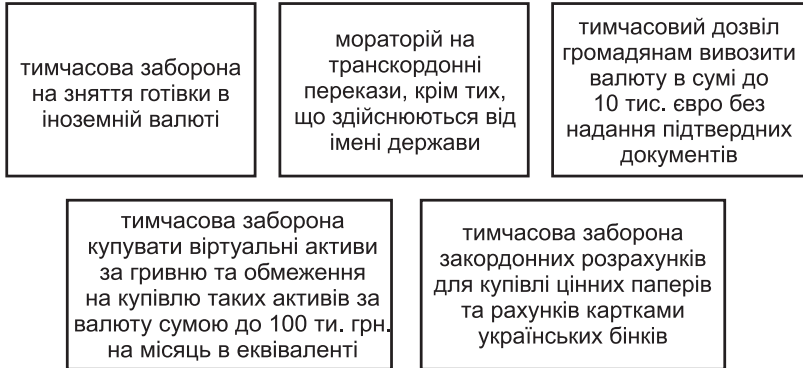 тимчасова заборона
на зняття готівки в
іноземній валюті
мораторій на
транскордонні
перекази, крім тих,
що здійснюються від
імені держави
тимчасовий дозвіл
громадянам вивозити
валюту в сумі до
10 тис. євро без
надання підтвердних
документів
тимчасова заборона
купувати віртуальні активи
за гривню та обмеження
на купівлю таких активів за
валюту сумою до 100 ти. грн.
на місяць в еквіваленті
тимчасова заборона
закордонних розрахунків
для купівлі цінних паперів
та рахунків картками
українських бінків